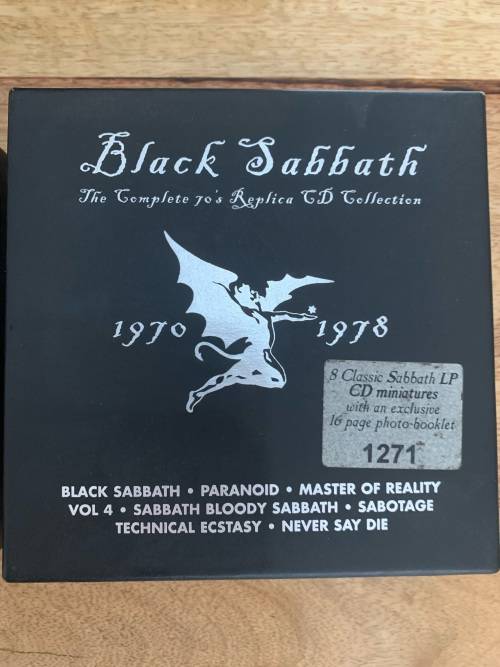 Black Sabbath
The Complete 70's Replica CD Collection
1970 1978
8 Classic Sabbath LP
CD miniatures
with an exclusive
16 page photo-booklet
1271
BLACK SABBATH • PARANOID • MASTER OF REALITY
VOL 4 • SABBATH BLOODY SABBATH • SABOTAGE
TECHNICAL ECSTASY • NEVER SAY DIE